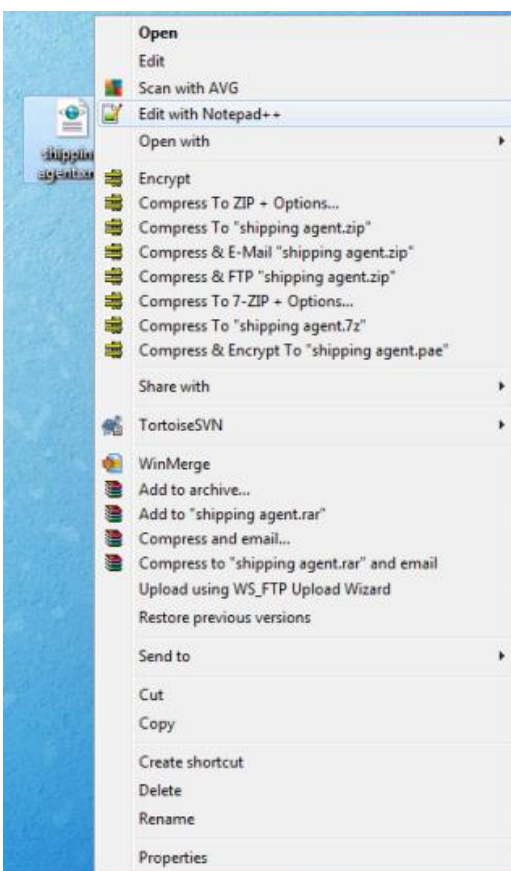 Open
Edit
Scan with AVG
Edit with Notepad++
Open with
shippin
agent.xm
Encrypt
Compress To ZIP + Options...
Compress To "shipping agent.zip"
Compress & E-Mail "shipping agent.zip"
Compress & FTP "shipping agent.zip"
Compress To 7-ZIP + Options...
Compress To "shipping agent.7z"
Compress & Encrypt To "shipping agent.pae"
Share with
TortoiseSVN
WinMerge
Add to archive...
Add to "shipping agent.rar"
Compress and email...
Compress to "shipping agent.rar" and email
Upload using WS_FTP Upload Wizard
Restore previous versions
Send to
Cut
Copy
Create shortcut
Delete
Rename
Properties